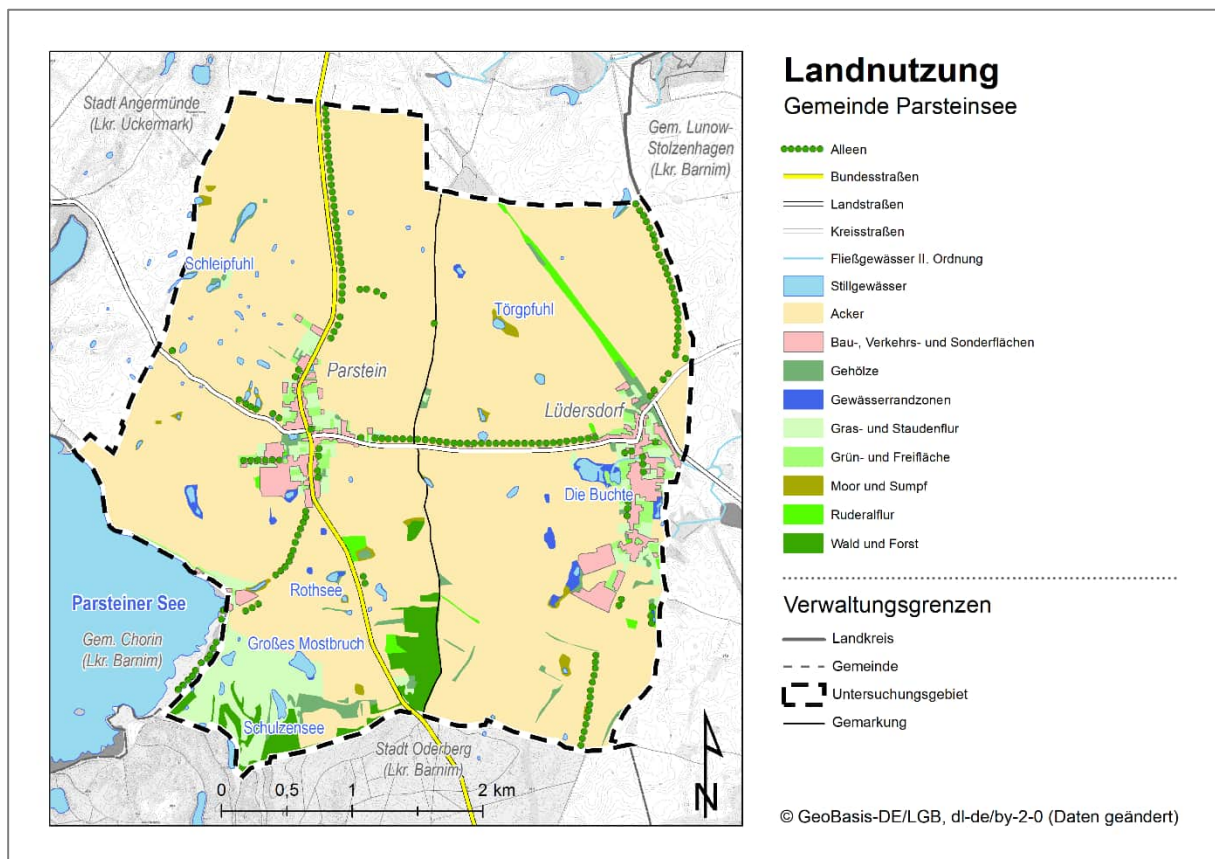 Landnutzung
Gemeinde Parsteinsee
Alleen
Bundesstraßen
Landstraßen
Kreisstraßen
Fließgewässer II. Ordnung
Stillgewässer
Acker
Bau-, Verkehrs- und Sonderflächen
Gehölze
Gewässerrandzonen
Gras- und Staudenflur
Grün- und Freifläche
Moor und Sumpf
Ruderalflur
Wald und Forst
Verwaltungsgrenzen
Landkreis
Gemeinde
Untersuchungsgebiet
Gemarkung
© GeoBasis-DE/LGB, dl-de/by-2-0 (Daten geändert)
Stadt Angermünde
(Lkr. Uckermark)
Gem. Lunow-
Stolzenhagen
(Lkr. Barnim)
Schleipfuhl
Törgpfuhl
Parstein
Lüdersdorf
Die Buchte
Rothsee
Parsteiner See
Gem. Chorin
(Lkr. Barnim)
Großes Mostbruch
Schulzensee
Stadt Oderberg
(Lkr. Barnim)
0 0,5 1 2 km
N